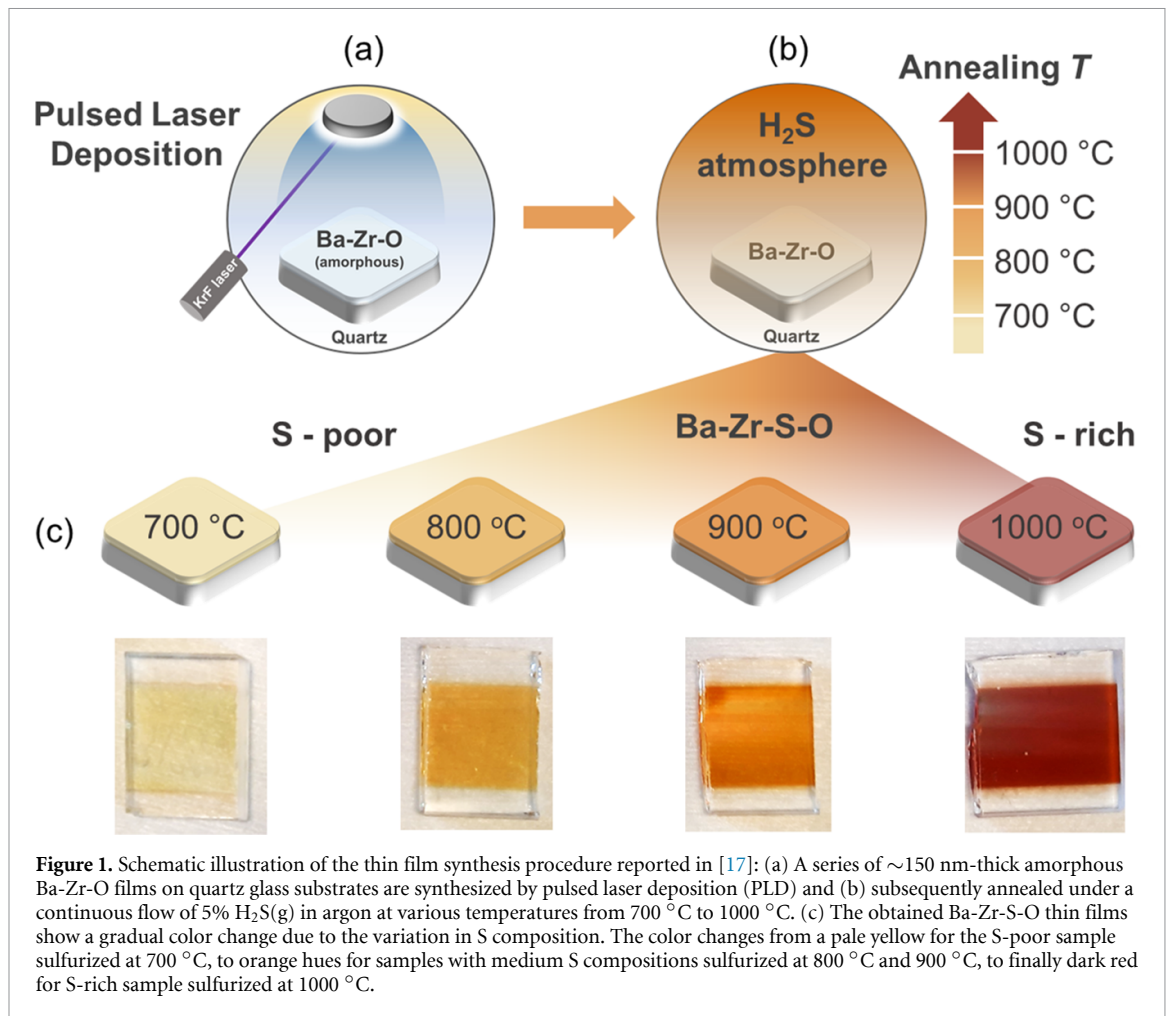 (a)
(b)
Annealing T
Pulsed Laser
Deposition
H₂S
atmosphere
1000 °C
900 °C
800 °C
700 °C
Ba-Zr-O
(amorphous)
KrF laser
Quartz
Ba-Zr-O
Quartz
S - poor
Ba-Zr-S-O
S - rich
(c)
700 °C
800 °C
900 °C
1000 °C
Figure 1. Schematic illustration of the thin film synthesis procedure reported in [17]: (a) A series of ∼150 nm-thick amorphous
Ba-Zr-O films on quartz glass substrates are synthesized by pulsed laser deposition (PLD) and (b) subsequently annealed under a
continuous flow of 5% H₂S(g) in argon at various temperatures from 700 °C to 1000 °C. (c) The obtained Ba-Zr-S-O thin films
show a gradual color change due to the variation in S composition. The color changes from a pale yellow for the S-poor sample
sulfurized at 700 °C, to orange hues for samples with medium S compositions sulfurized at 800 °C and 900 °C, to finally dark red
for S-rich sample sulfurized at 1000 °C.